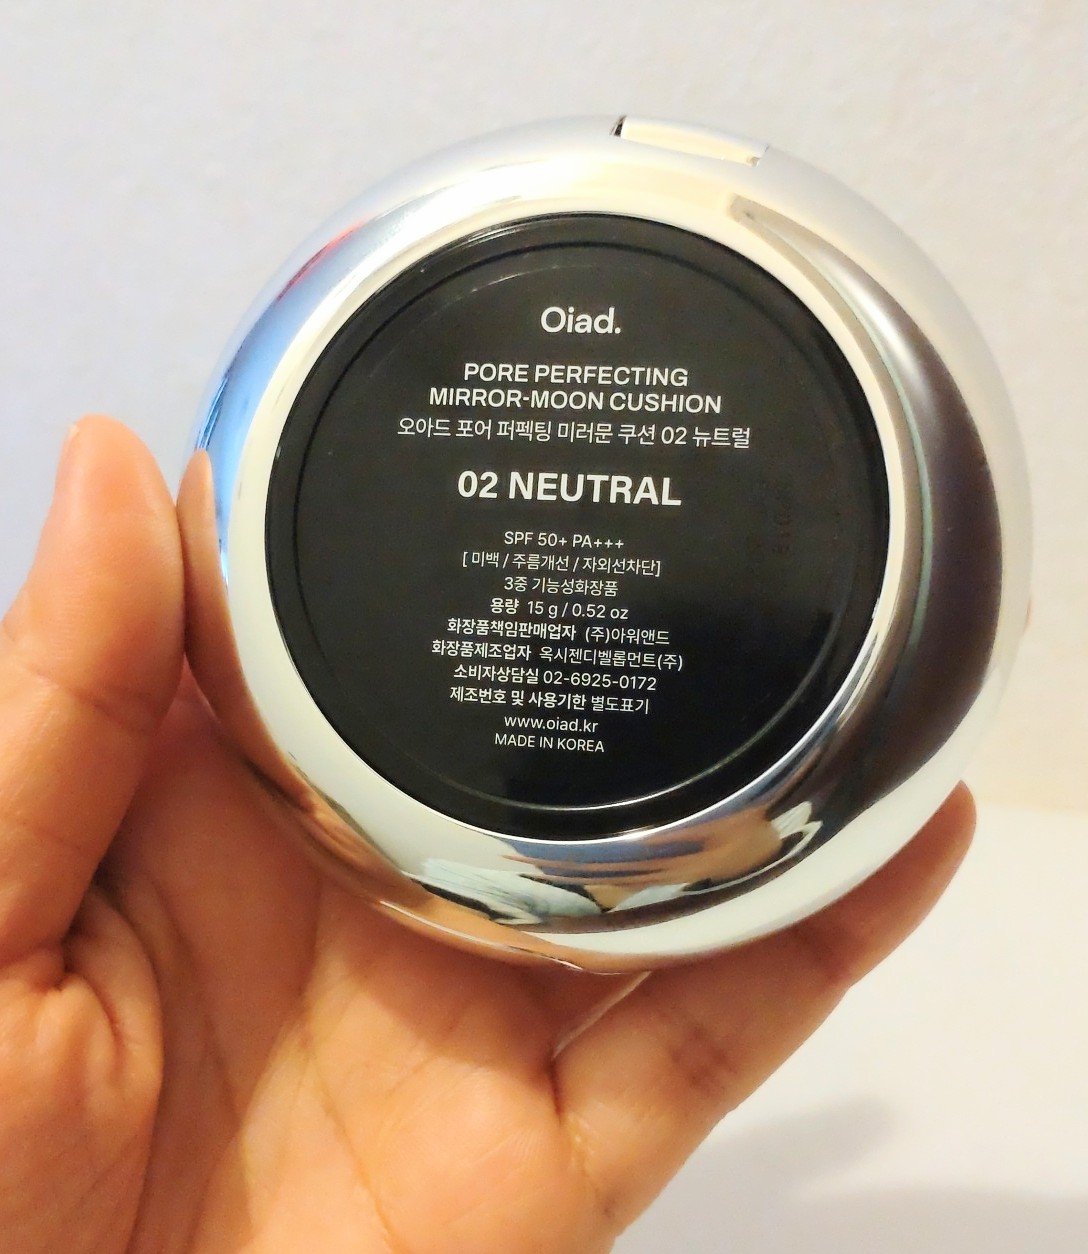 Oiad.
PORE PERFECTING
MIRROR-MOON CUSHION
오아드 포어 퍼펙팅 미러문 쿠션 02 뉴트럴
02 NEUTRAL
SPF 50+ PA+++
[ 미백 / 주름개선 / 자외선차단]
3중 기능성화장품
용량 15 g / 0.52 oz
화장품책임판매업자 (주)아워앤드
화장품제조업자 옥시젠디벨롭먼트(주)
소비자상담실 02-6925-0172
제조번호 및 사용기한 별도표기
www.oiad.kr
MADE IN KOREA